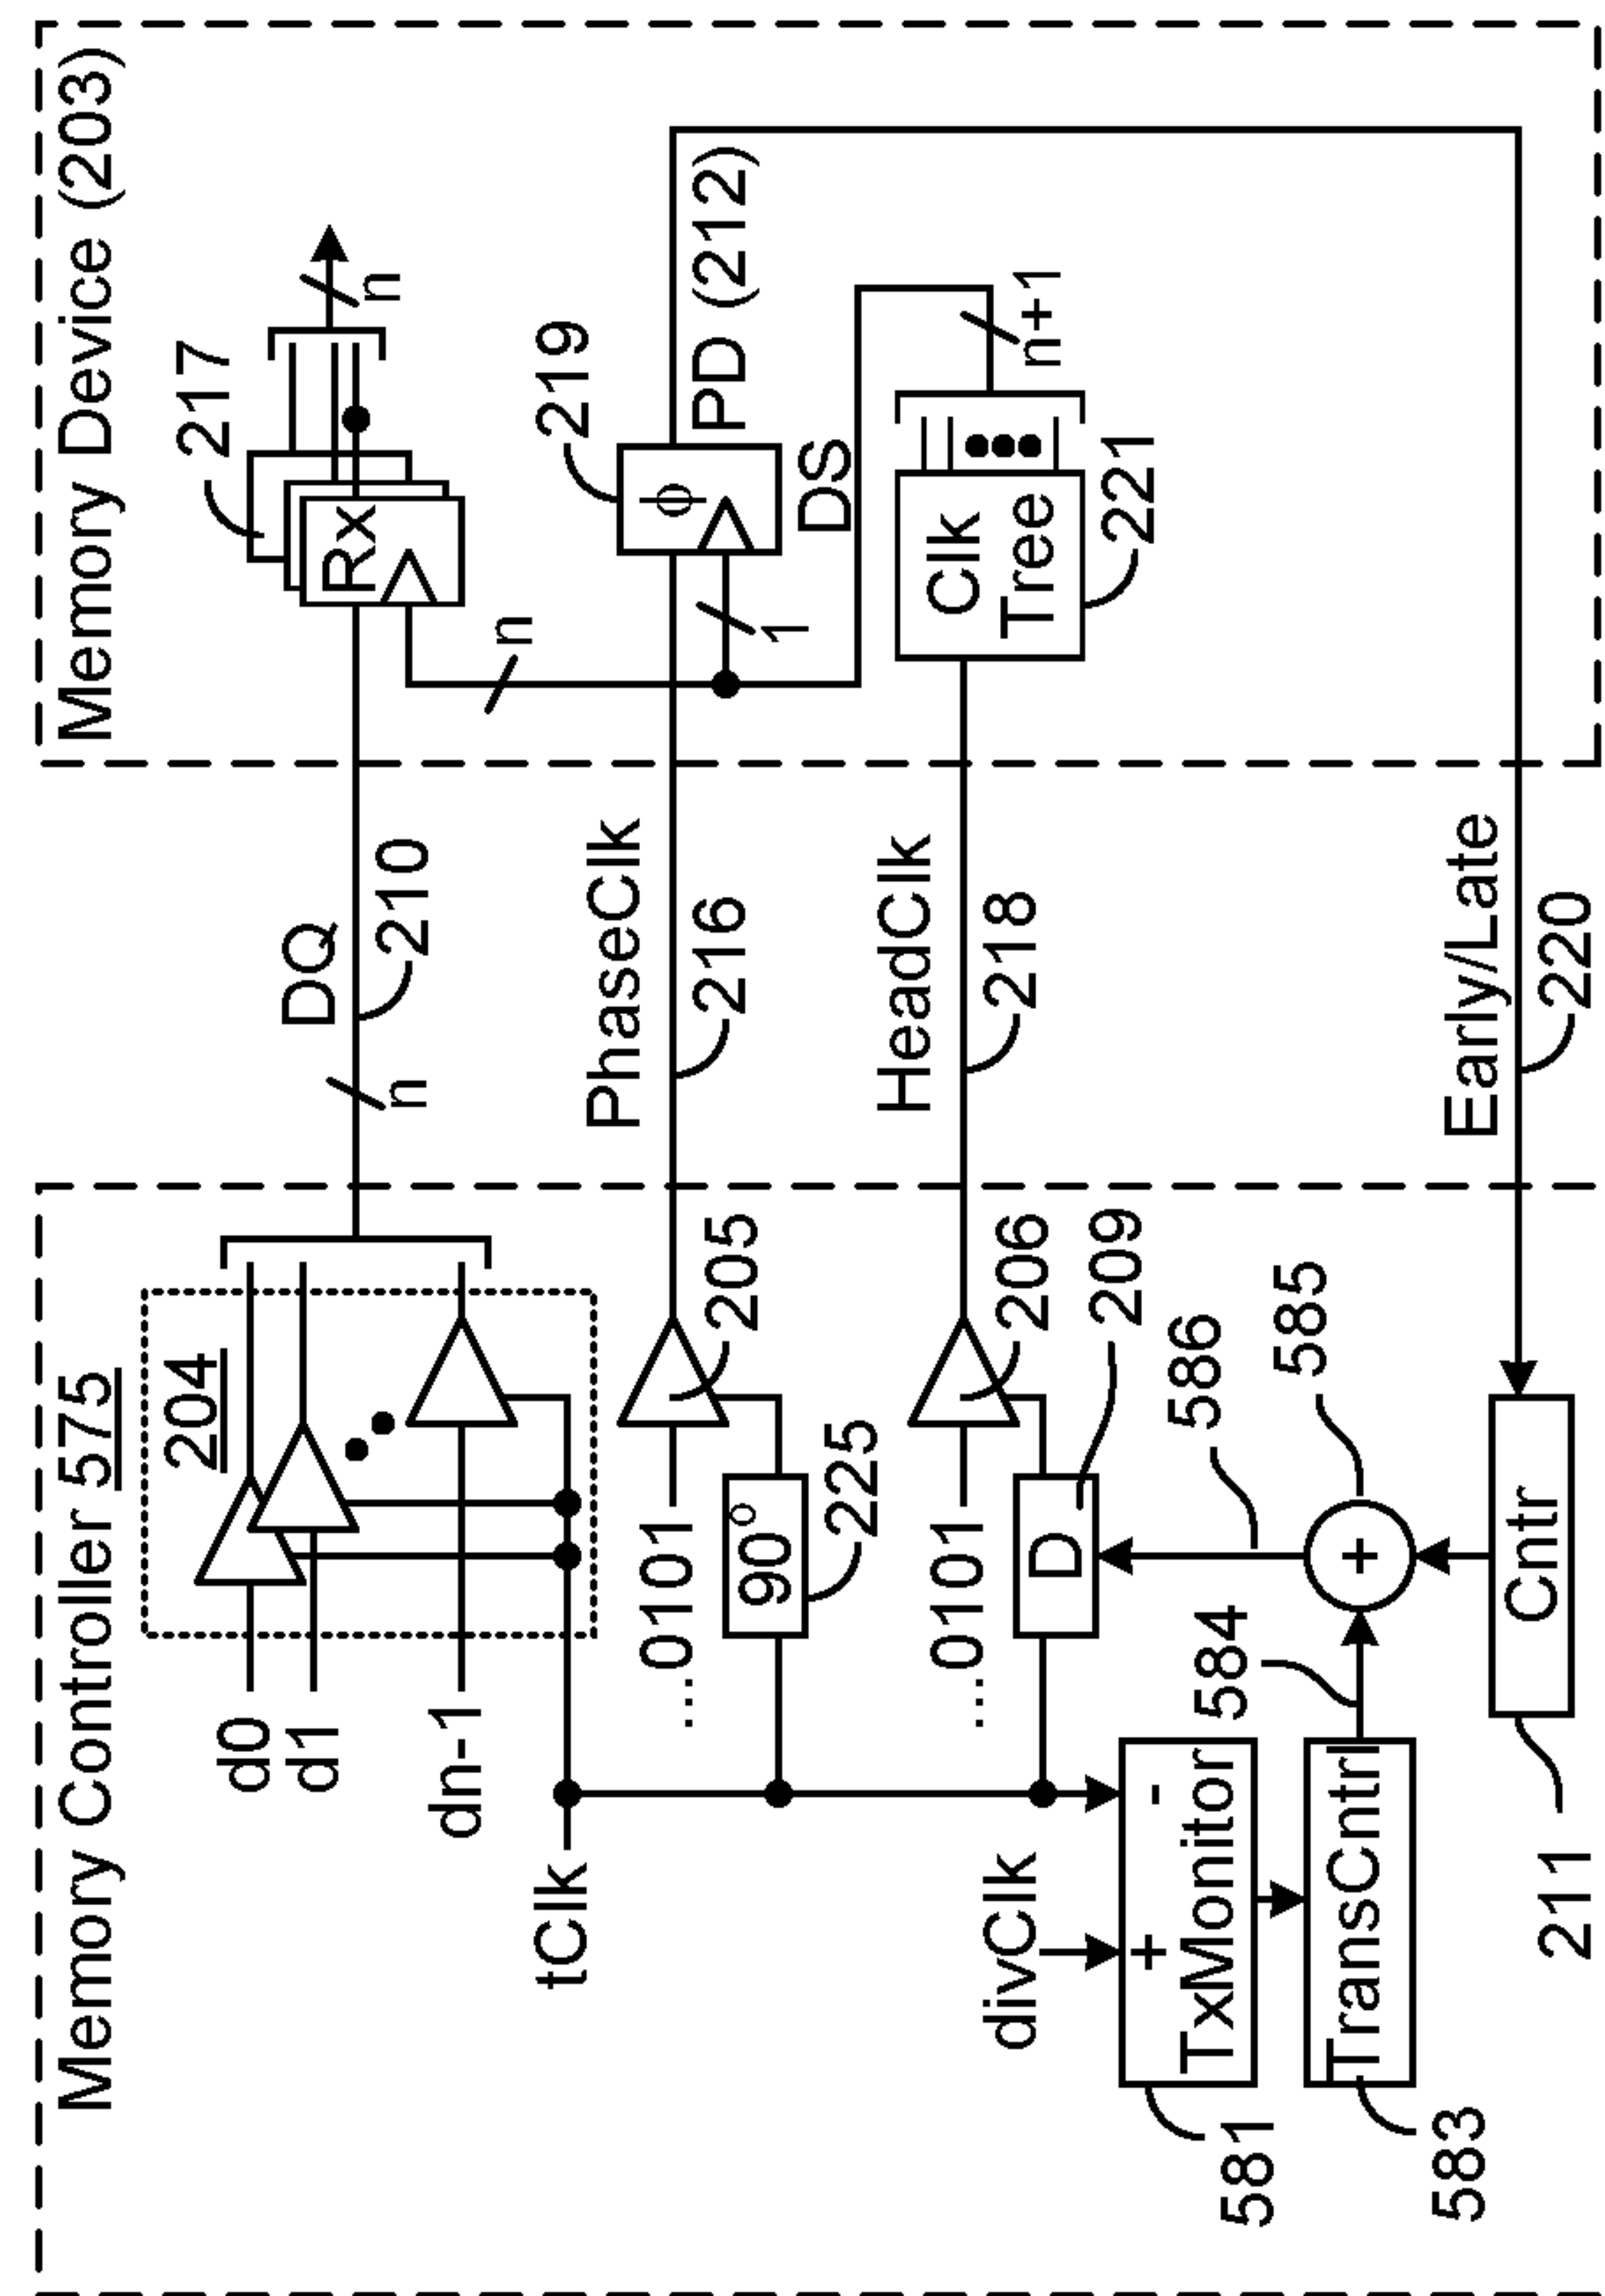 Memory Controller 575
Memory Device (203)
204
d0
d1
dn-1
DQ
210
n
217
Rx
n
n
tClk
...0101
205
90°
225
PhaseClk
216
219
ϕ
PD (212)
1
DS
...0101
206
D
209
HeadClk
218
Clk
Tree
221
n+1
divClk
+
-
TxMonitor
581
TransCntrl
583
584
586
+
585
Cntr
211
Early/Late
220